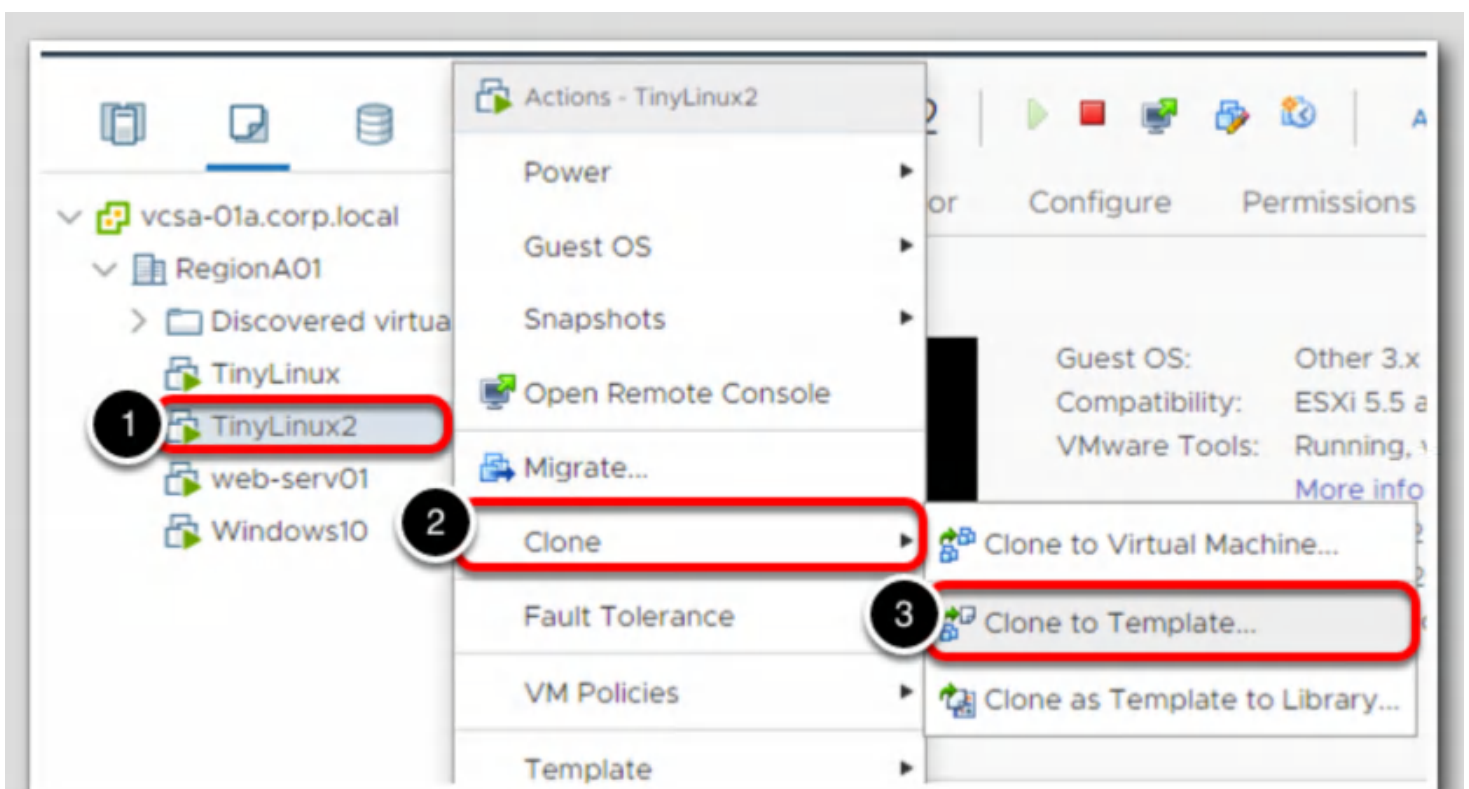 Actions - TinyLinux2
Power
Guest OS
Snapshots
Open Remote Console
Migrate...
Clone
Fault Tolerance
VM Policies
Template
vcsa-01a.corp.local
RegionA01
Discovered virtua
TinyLinux
1
TinyLinux2
web-serv01
Windows10
2
Configure Permissions
Guest OS: Other 3.x
Compatibility: ESXi 5.5 a
VMware Tools: Running,
More info
Clone to Virtual Machine...
3
Clone to Template...
Clone as Template to Library...